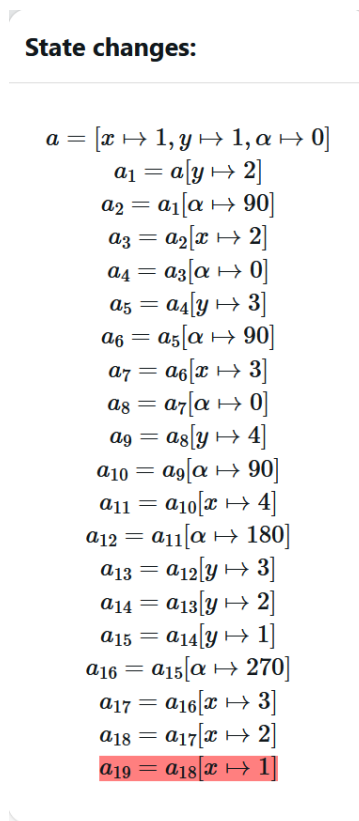 State changes:
a = [x ↦ 1, y ↦ 1, α ↦ 0]
a₁ = a[y ↦ 2]
a₂ = a₁[α ↦ 90]
a₃ = a₂[x ↦ 2]
a₄ = a₃[α ↦ 0]
a₅ = a₄[y ↦ 3]
a₆ = a₅[α ↦ 90]
a₇ = a₆[x ↦ 3]
a₈ = a₇[α ↦ 0]
a₉ = a₈[y ↦ 4]
a₁₀ = a₉[α ↦ 90]
a₁₁ = a₁₀[x ↦ 4]
a₁₂ = a₁₁[α ↦ 180]
a₁₃ = a₁₂[y ↦ 3]
a₁₄ = a₁₃[y ↦ 2]
a₁₅ = a₁₄[y ↦ 1]
a₁₆ = a₁₅[α ↦ 270]
a₁₇ = a₁₆[x ↦ 3]
a₁₈ = a₁₇[x ↦ 2]
a₁₉ = a₁₈[x ↦ 1]